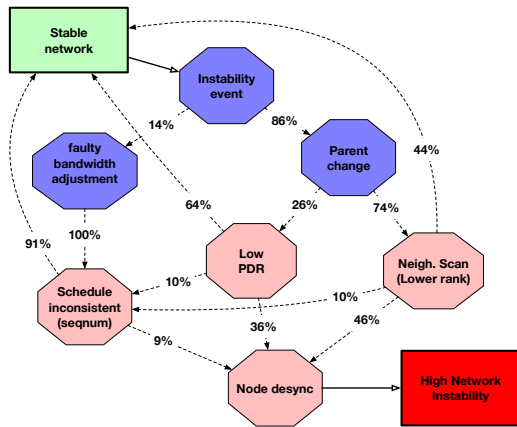 Stable
network
Instability
event
14%
86%
faulty
bandwidth
adjustment
Parent
change
44%
64%
26%
74%
91%
100%
Low
PDR
Neigh. Scan
(Lower rank)
10%
10%
Schedule
inconsistent
(seqnum)
36%
46%
9%
Node desync
High Network
Instability